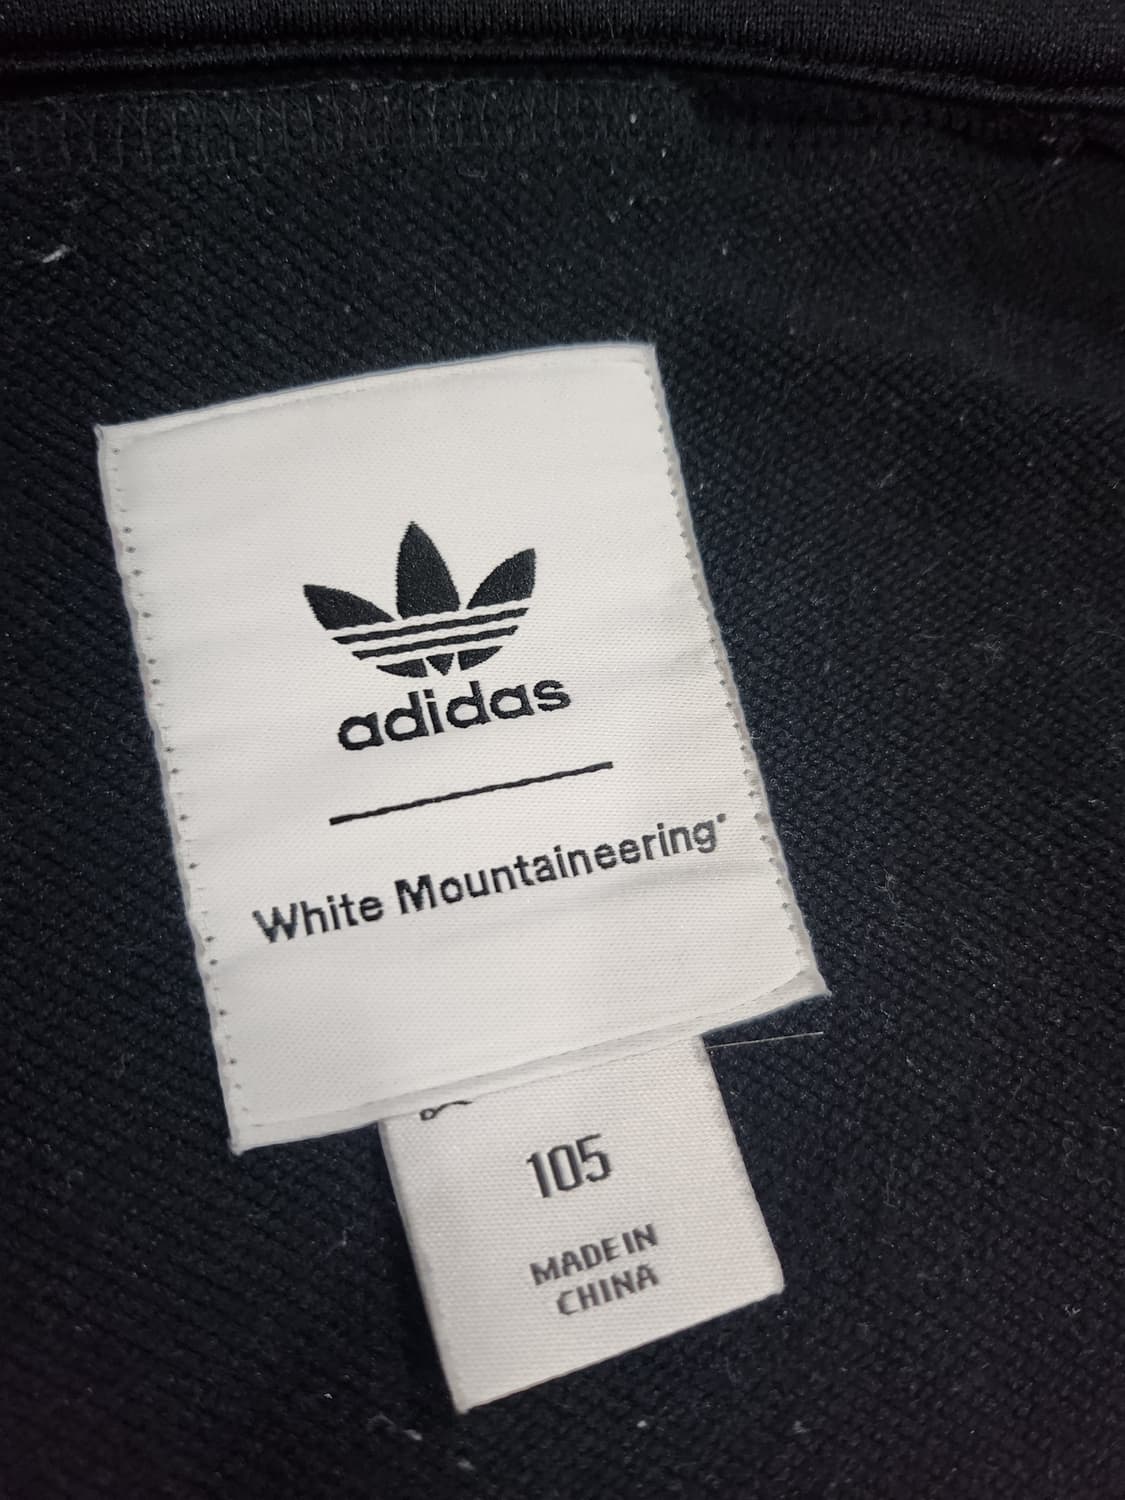 adidas
White Mountaineering®
105
MADE IN
CHINA